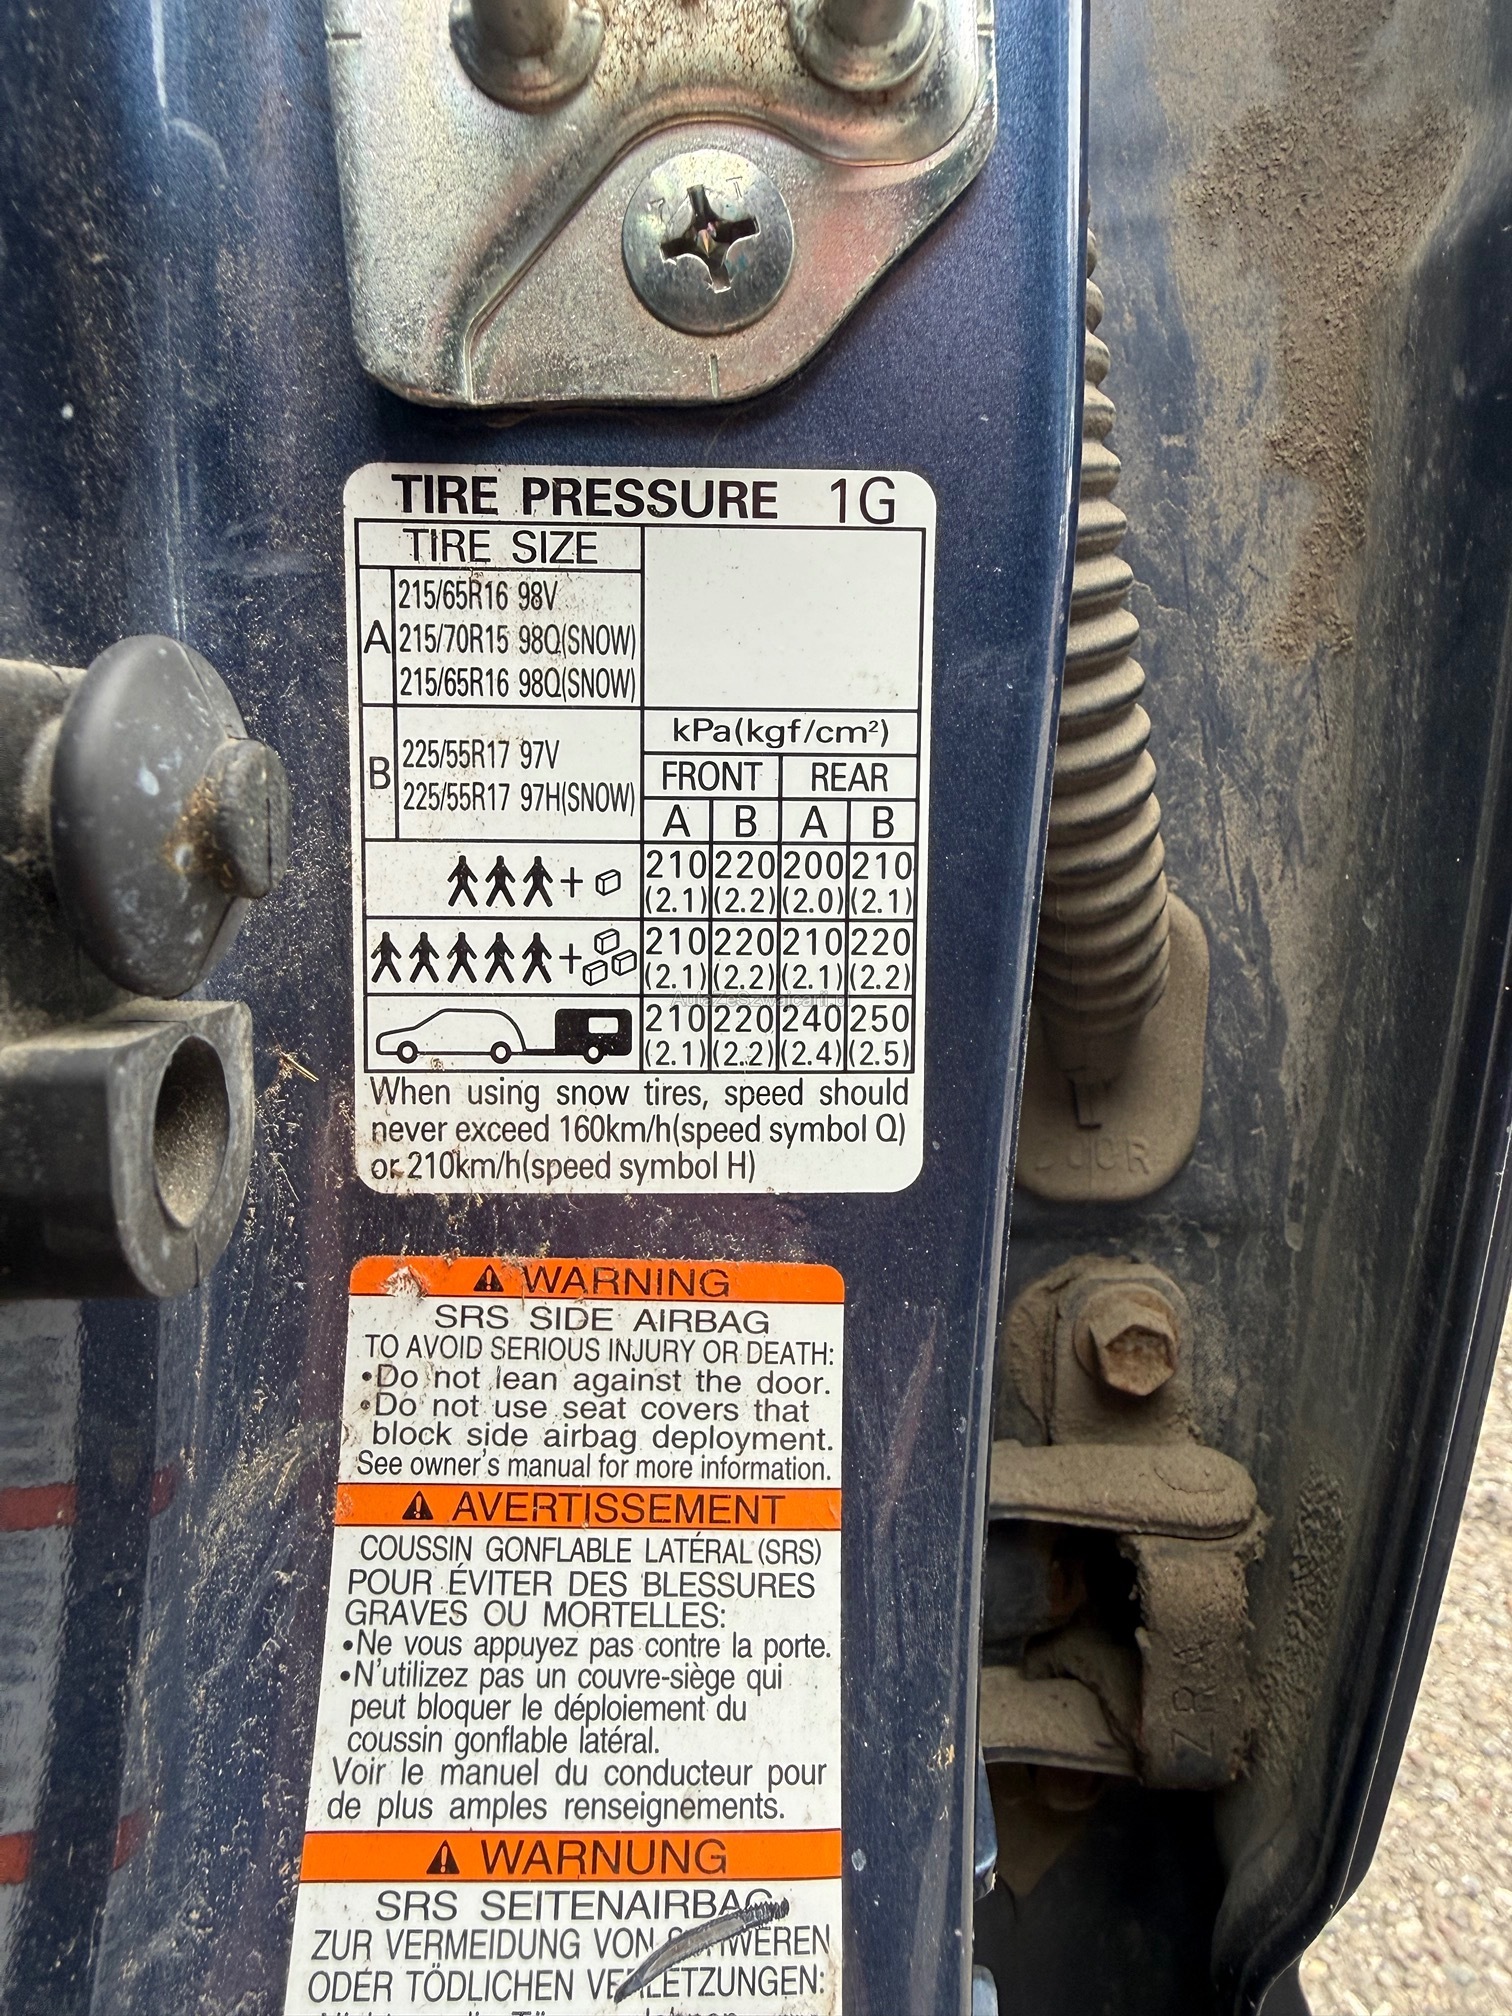 TIRE PRESSURE 1G
TIRE SIZE
A
215/65R16 98V
215/70R15 98Q(SNOW)
215/65R16 98Q(SNOW)
B
225/55R17 97V
225/55R17 97H(SNOW)
kPa(kgf/cm²)
FRONT REAR
A B A B
+ 210 220 200 210
(2.1) (2.2) (2.0) (2.1)
+ 210 220 210 220
(2.1) (2.2) (2.1) (2.2)
AutaZeSzwajcarii.pl
210 220 240 250
(2.1) (2.2) (2.4) (2.5)
When using snow tires, speed should
never exceed 160km/h(speed symbol Q)
or 210km/h(speed symbol H)
L
DOOR
⚠ WARNING
SRS SIDE AIRBAG
TO AVOID SERIOUS INJURY OR DEATH:
•Do not lean against the door.
•Do not use seat covers that
block side airbag deployment.
See owner's manual for more information.
⚠ AVERTISSEMENT
COUSSIN GONFLABLE LATÉRAL (SRS)
POUR ÉVITER DES BLESSURES
GRAVES OU MORTELLES:
•Ne vous appuyez pas contre la porte.
•N'utilizez pas un couvre-siège qui
peut bloquer le déploiement du
coussin gonflable latéral.
Voir le manuel du conducteur pour
de plus amples renseignements.
⚠ WARNUNG
SRS SEITENAIRBAG
ZUR VERMEIDUNG VON SCHWEREN
ODER TÖDLICHEN VERLETZUNGEN: